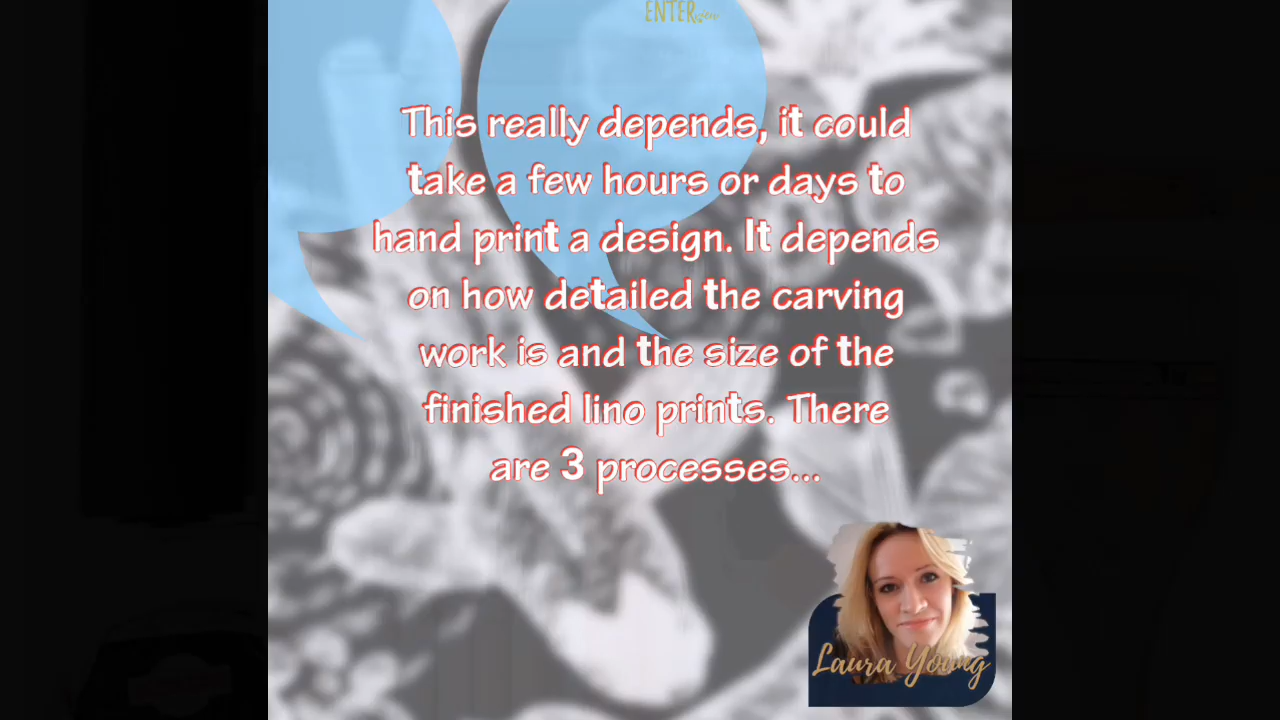 ENTERview
This really depends, it could
take a few hours or days to
hand print a design. It depends
on how detailed the carving
work is and the size of the
finished lino prints. There
are 3 processes...
Laura Young